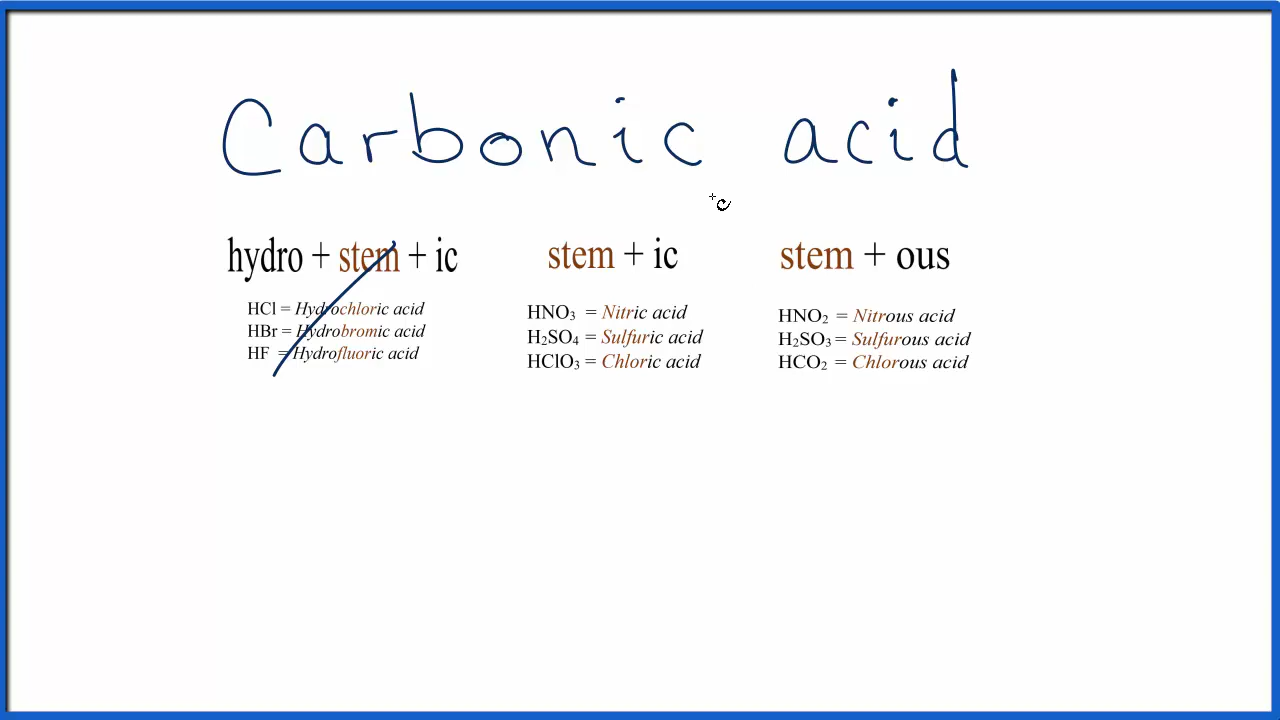 Carbonic acid
hydro + stem + ic
HCl = Hydrochloric acid
HBr = Hydrobromic acid
HF = Hydrofluoric acid
stem + ic
HNO₃ = Nitric acid
H₂SO₄ = Sulfuric acid
HClO₃ = Chloric acid
stem + ous
HNO₂ = Nitrous acid
H₂SO₃ = Sulfurous acid
HCO₂ = Chlorous acid